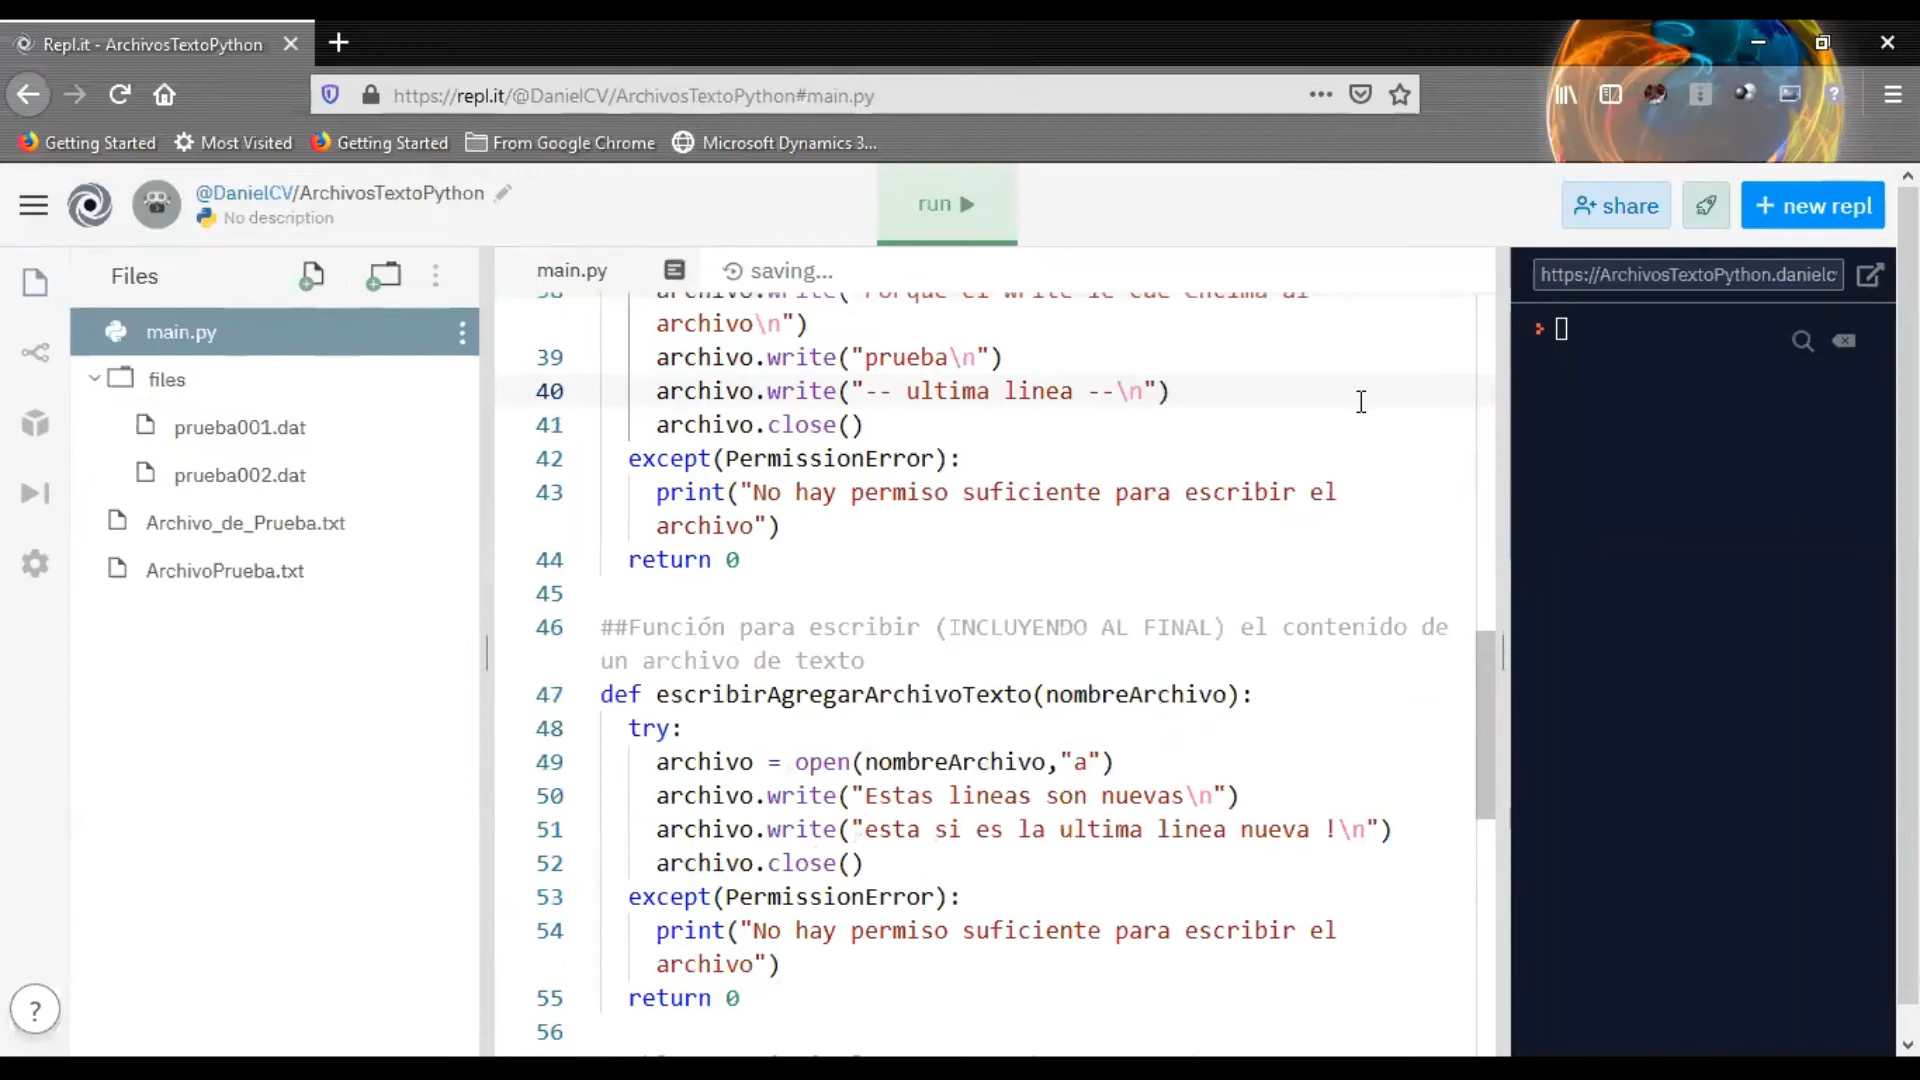 Repl.it - ArchivosTextoPython
https://repl.it/@DanielCV/ArchivosTextoPython#main.py
Getting Started
Most Visited
Getting Started
From Google Chrome
Microsoft Dynamics 3...
@DanielCV/ArchivosTextoPython
No description
run
share
+ new repl
Files
main.py
files
prueba001.dat
prueba002.dat
Archivo_de_Prueba.txt
ArchivoPrueba.txt
?
main.py
saving...
38 archivo.write("Porque el write le cae encima al
archivo\n")
39 archivo.write("prueba\n")
40 archivo.write("-- ultima linea --\n")
41 archivo.close()
42 except(PermissionError):
43 print("No hay permiso suficiente para escribir el
archivo")
44 return 0
45
46 ##Función para escribir (INCLUYENDO AL FINAL) el contenido de
un archivo de texto
47 def escribirAgregarArchivoTexto(nombreArchivo):
48 try:
49 archivo = open(nombreArchivo,"a")
50 archivo.write("Estas lineas son nuevas\n")
51 archivo.write("esta si es la ultima linea nueva !\n")
52 archivo.close()
53 except(PermissionError):
54 print("No hay permiso suficiente para escribir el
archivo")
55 return 0
56
https://ArchivosTextoPython.danielc